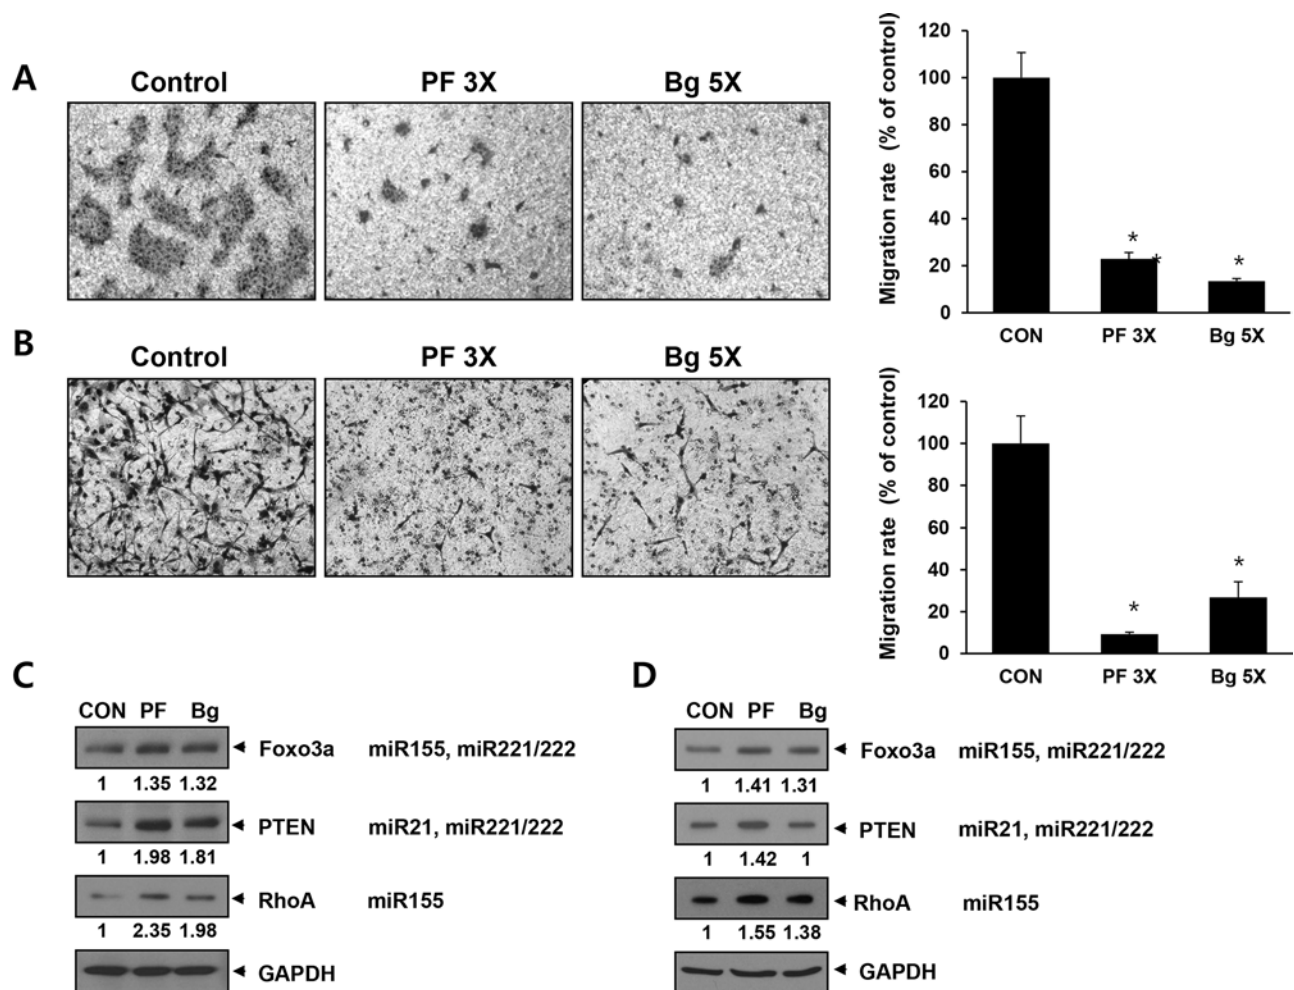 A
Control
PF 3X
Bg 5X
Migration rate (% of control)
120
100
80
60
40
20
0
*
*
*
CON
PF 3X
Bg 5X
B
Control
PF 3X
Bg 5X
Migration rate (% of control)
120
100
80
60
40
20
0
*
*
CON
PF 3X
Bg 5X
C
CON PF Bg
Foxo3a miR155, miR221/222
1 1.35 1.32
PTEN miR21, miR221/222
1 1.98 1.81
RhoA miR155
1 2.35 1.98
GAPDH
D
CON PF Bg
Foxo3a miR155, miR221/222
1 1.41 1.31
PTEN miR21, miR221/222
1 1.42 1
RhoA miR155
1 1.55 1.38
GAPDH